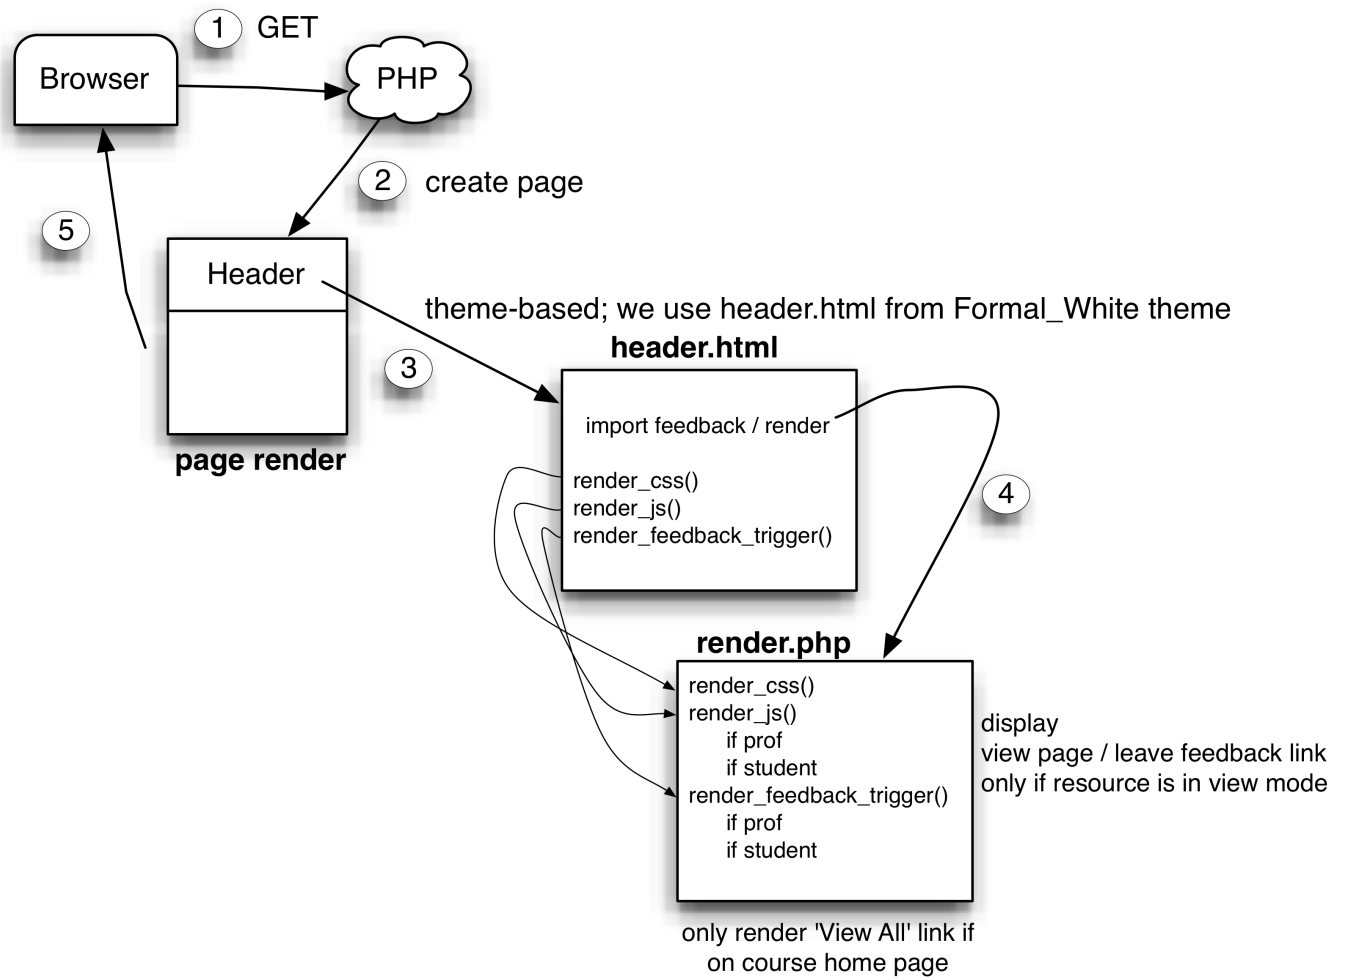 1 GET
Browser
PHP
2 create page
5
Header
theme-based; we use header.html from Formal_White theme
header.html
3
import feedback / render
page render
render_css()
4
render_js()
render_feedback_trigger()
render.php
render_css()
render_js()
if prof
if student
render_feedback_trigger()
if prof
if student
display
view page / leave feedback link
only if resource is in view mode
only render 'View All' link if
on course home page